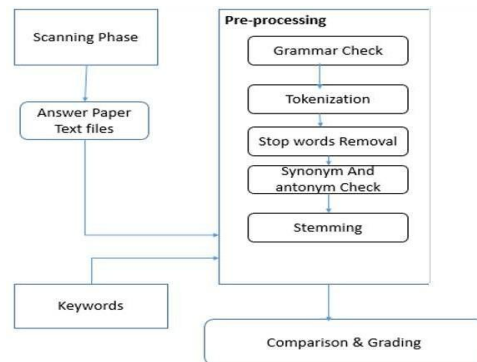 Scanning Phase
Answer Paper
Text files
Keywords
Pre-processing
Grammar Check
Tokenization
Stop words Removal
Synonym And
antonym Check
Stemming
Comparison & Grading